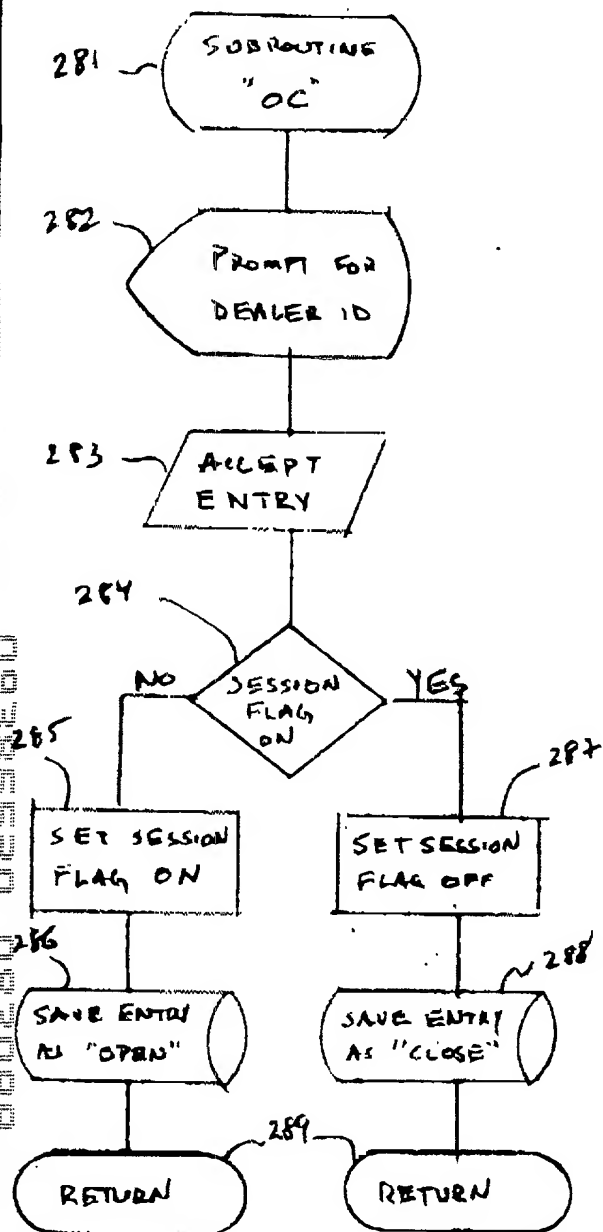 281
SUBROUTINE
"OC"
282
PROMPT FOR
DEALER ID
283
ACCEPT
ENTRY
284
NO
SESSION
FLAG
ON
YES
285
SET SESSION
FLAG ON
287
SET SESSION
FLAG OFF
286
SAVE ENTRY
AS "OPEN"
288
SAVE ENTRY
AS "CLOSE"
289
RETURN
RETURN